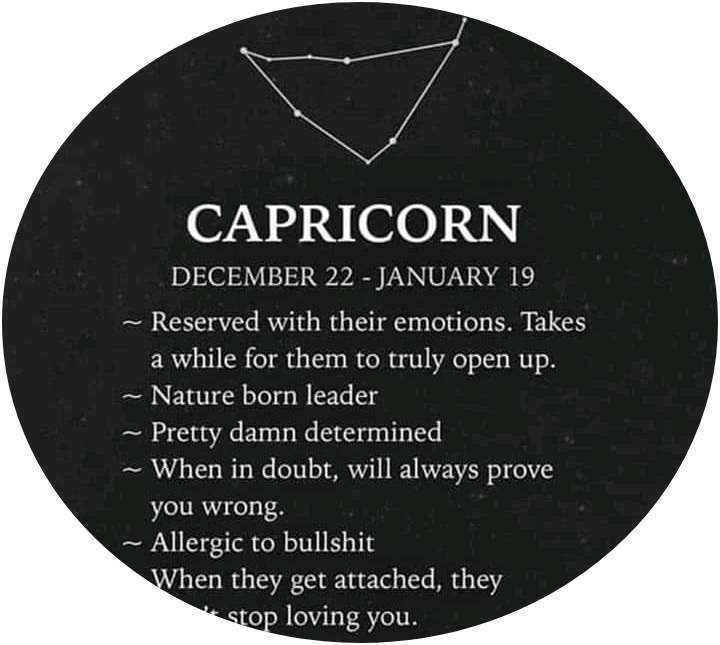 CAPRICORN
DECEMBER 22 - JANUARY 19
~ Reserved with their emotions. Takes
a while for them to truly open up.
~ Nature born leader
~ Pretty damn determined
~ When in doubt, will always prove
you wrong.
~ Allergic to bullshit
When they get attached, they
stop loving you.